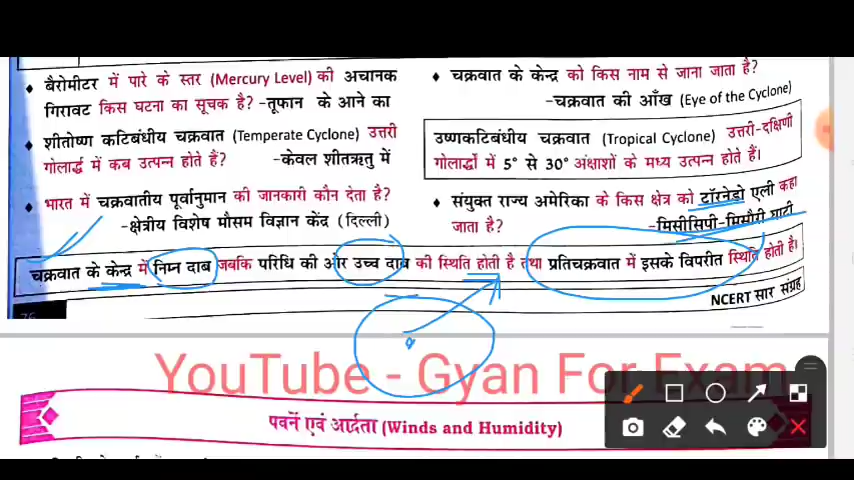 ♦ बैरोमीटर में पारे के स्तर (Mercury Level) की अचानक
गिरावट किस घटना का सूचक है? -तूफान के आने का
♦ शीतोष्ण कटिबंधीय चक्रवात (Temperate Cyclone) उत्तरी
गोलार्द्ध में कब उत्पन्न होते हैं? -केवल शीतऋतु में
♦ भारत में चक्रवातीय पूर्वानुमान की जानकारी कौन देता है?
-क्षेत्रीय विशेष मौसम विज्ञान केंद्र (दिल्ली)
♦ चक्रवात के केन्द्र को किस नाम से जाना जाता है?
-चक्रवात की आँख (Eye of the Cyclone)
उष्णकटिबंधीय चक्रवात (Tropical Cyclone) उत्तरी-दक्षिणी
गोलार्द्धों में 5° से 30° अंक्षाशों के मध्य उत्पन्न होते हैं।
♦ संयुक्त राज्य अमेरिका के किस क्षेत्र को टॉरनेडो एली कहा
जाता है? -मिसीसिपी-मिसौरी घाटी
चक्रवात के केन्द्र में निम्न दाब जबकि परिधि की ओर उच्च दाब की स्थिति होती है तथा प्रतिचक्रवात में इसके विपरीत स्थिति होती है।
76
NCERT सार संग्रह
YouTube - Gyan For Exam
पवनें एवं आर्द्रता (Winds and Humidity)